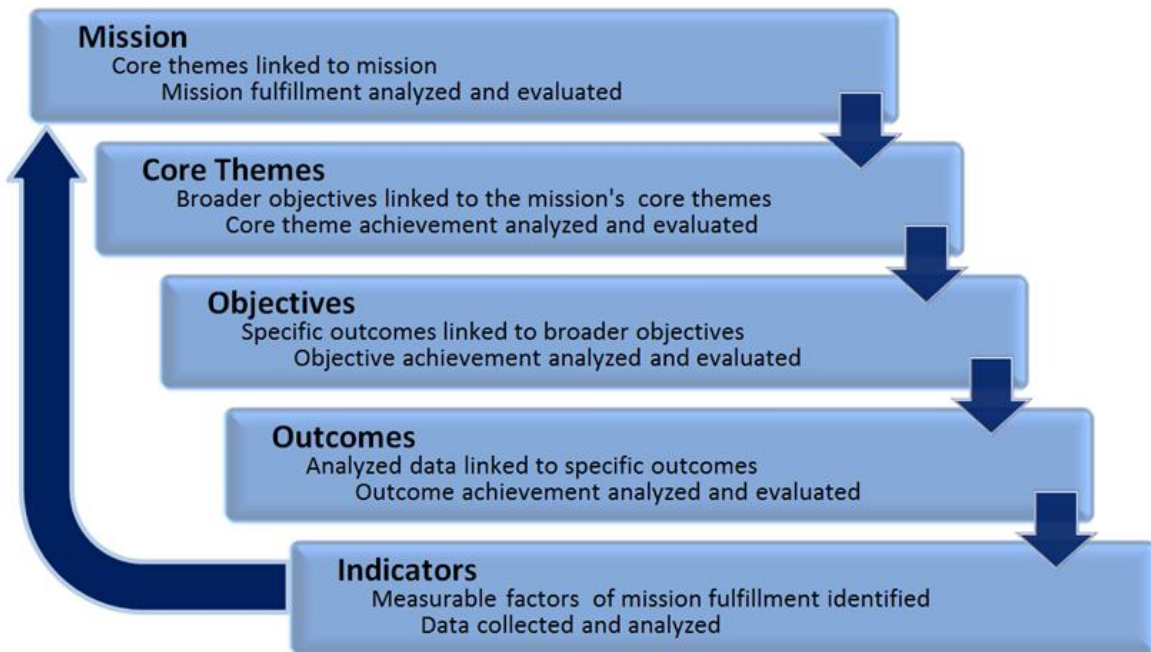 Mission
Core themes linked to mission
Mission fulfillment analyzed and evaluated
Core Themes
Broader objectives linked to the mission's core themes
Core theme achievement analyzed and evaluated
Objectives
Specific outcomes linked to broader objectives
Objective achievement analyzed and evaluated
Outcomes
Analyzed data linked to specific outcomes
Outcome achievement analyzed and evaluated
Indicators
Measurable factors of mission fulfillment identified
Data collected and analyzed